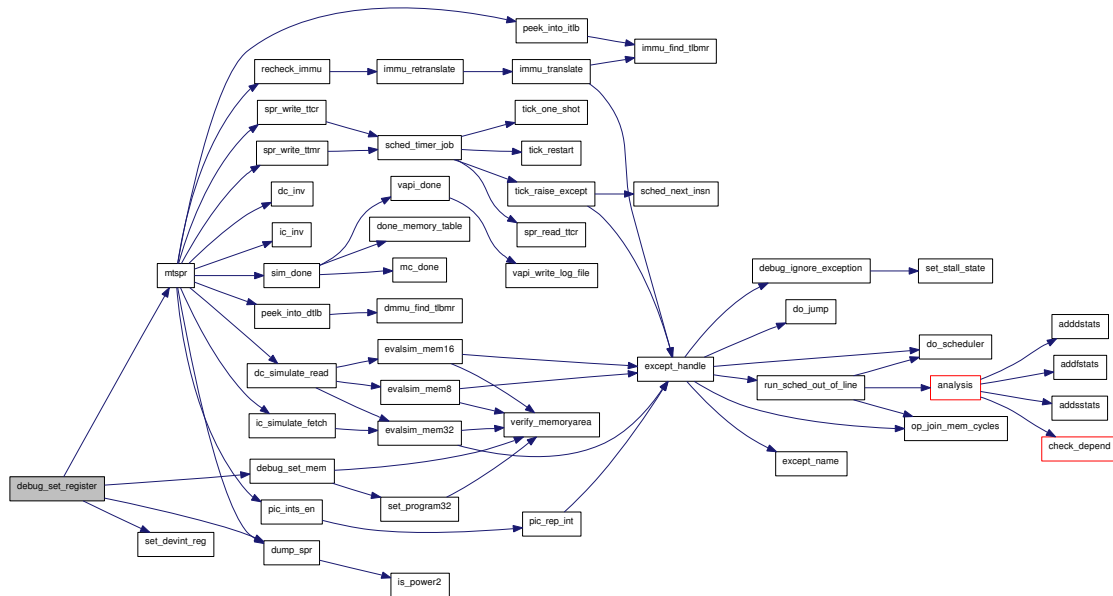 peek_into_itlb
immu_find_tlbmr
recheck_immu
immu_retranslate
immu_translate
spr_write_ttcr
tick_one_shot
spr_write_ttmr
sched_timer_job
tick_restart
dc_inv
vapi_done
tick_raise_except
sched_next_insn
ic_inv
done_memory_table
spr_read_ttcr
mtspr
sim_done
mc_done
vapi_write_log_file
debug_ignore_exception
set_stall_state
peek_into_dtlb
dmmu_find_tlbmr
do_jump
adddstats
evalsim_mem16
do_scheduler
dc_simulate_read
except_handle
addfstats
evalsim_mem8
run_sched_out_of_line
analysis
addsstats
ic_simulate_fetch
evalsim_mem32
verify_memoryarea
op_join_mem_cycles
check_depend
debug_set_mem
except_name
debug_set_register
set_program32
pic_ints_en
pic_rep_int
set_devint_reg
dump_spr
is_power2